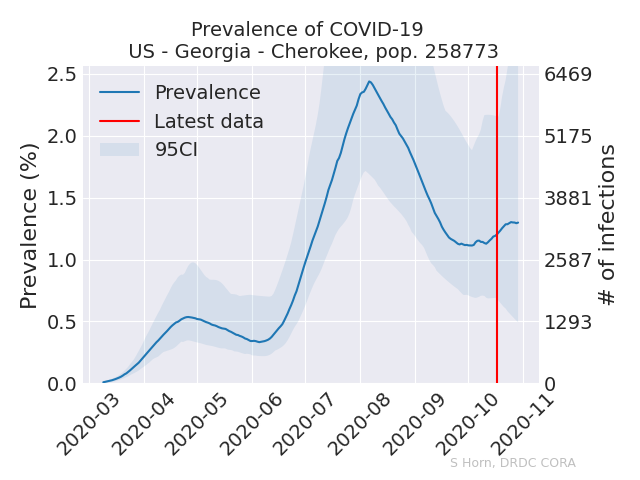 Prevalence of COVID-19
US - Georgia - Cherokee, pop. 258773
Prevalence
Latest data
95CI
Prevalence (%)
2.5
2.0
1.5
1.0
0.5
0.0
6469
5175
3881
2587
1293
0
# of infections
2020-03
2020-04
2020-05
2020-06
2020-07
2020-08
2020-09
2020-10
2020-11
S Horn, DRDC CORA